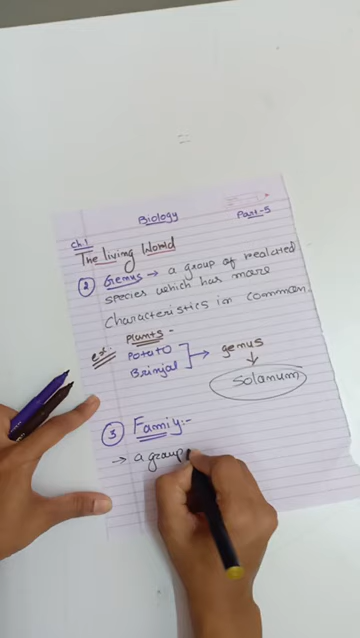 Biology
Part-5
Ch.1
The living World
2 Genus → a group of realated
species which has more
characteristics in common.
ex:- Plants -
Potato
Brinjal
→ genus
↓
Solanum
3 Family:-
→ a group